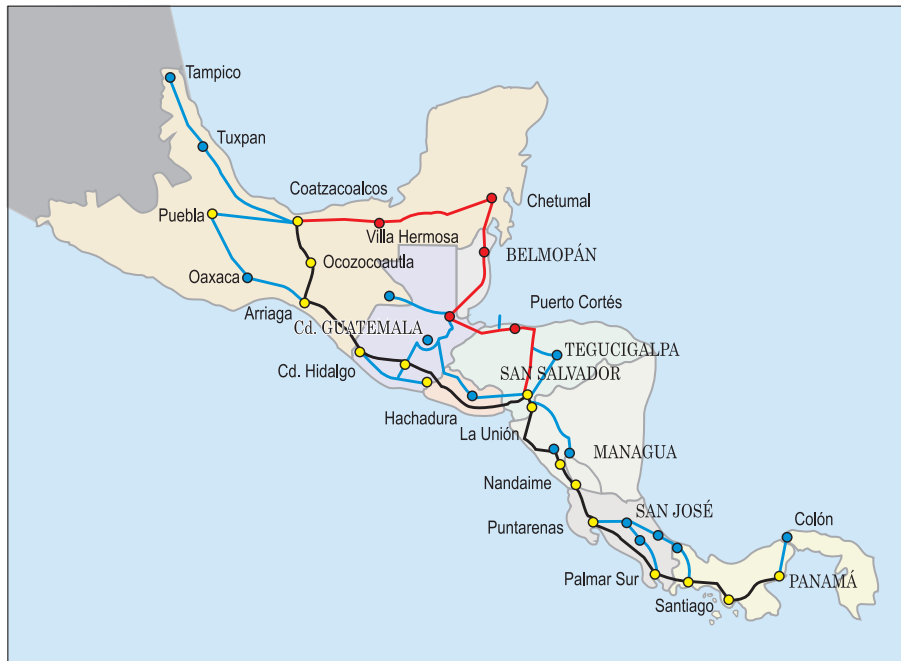 Tampico
Tuxpan
Coatzacoalcos
Chetumal
Puebla
Villa Hermosa
BELMOPÁN
Ocozocoautla
Oaxaca
Puerto Cortés
Arriaga
Cd. GUATEMALA
TEGUCIGALPA
Cd. Hidalgo
SAN SALVADOR
Hachadura
La Unión
MANAGUA
Nandaime
SAN JOSÉ
Puntarenas
Colón
Palmar Sur
PANAMÁ
Santiago